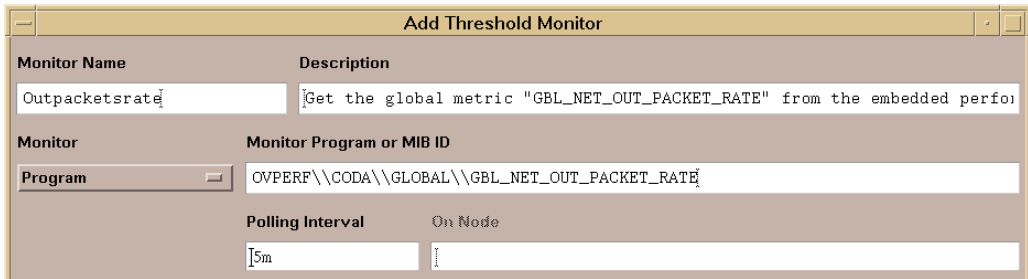 Add Threshold Monitor
Monitor Name Description
Outpacketsrate Get the global metric "GBL_NET_OUT_PACKET_RATE" from the embedded perfo
Monitor Monitor Program or MIB ID
Program OVPERF\\CODA\\GLOBAL\\GBL_NET_OUT_PACKET_RATE
Polling Interval On Node
5m